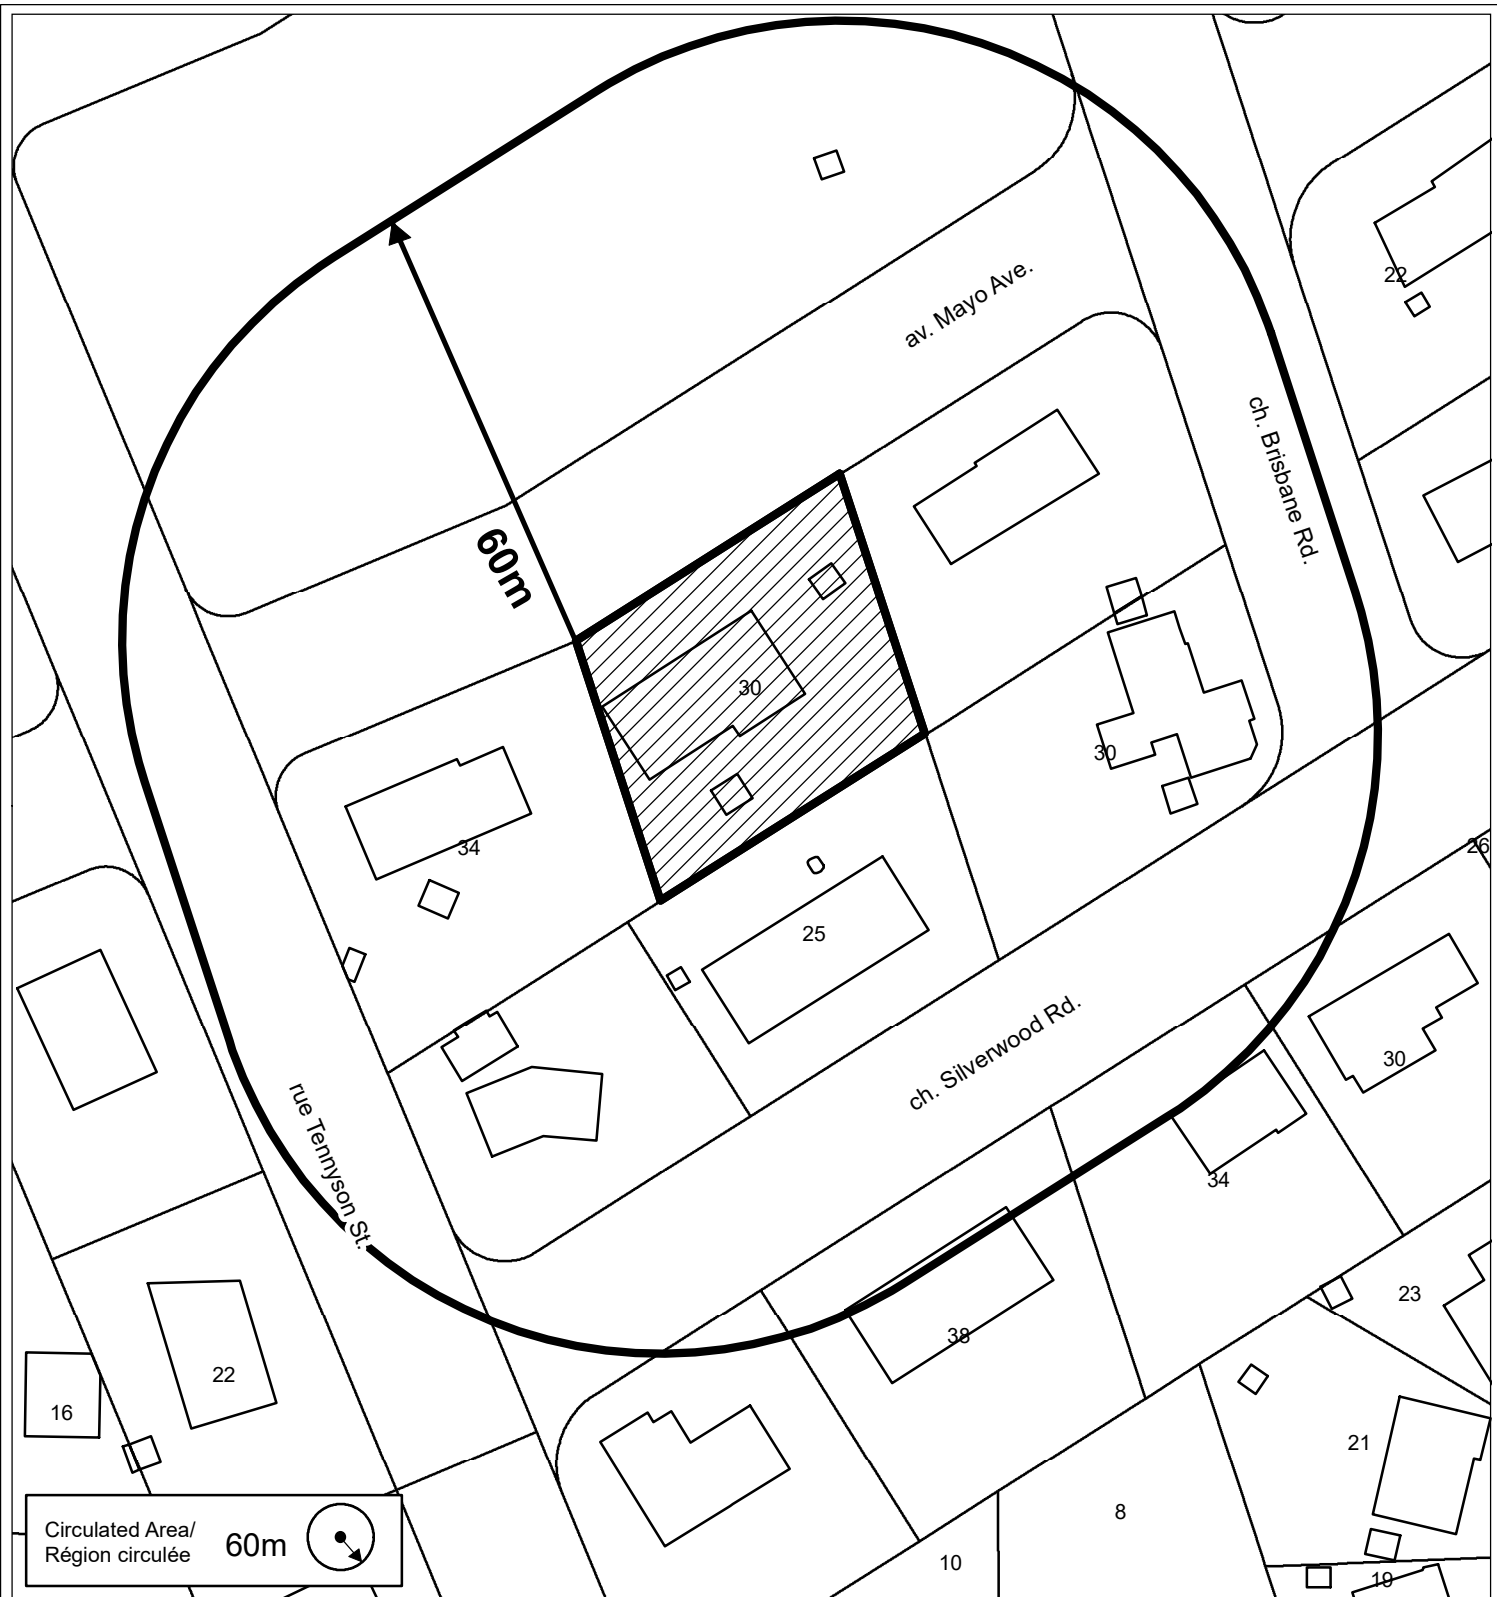 av. Mayo Ave.
22
ch. Brisbane Rd.
60m
30
30
34
26
25
30
ch. Silverwood Rd.
rue Tennyson St.
34
23
38
22
16
21
8
10
19
Circulated Area/
Région circulée
60m